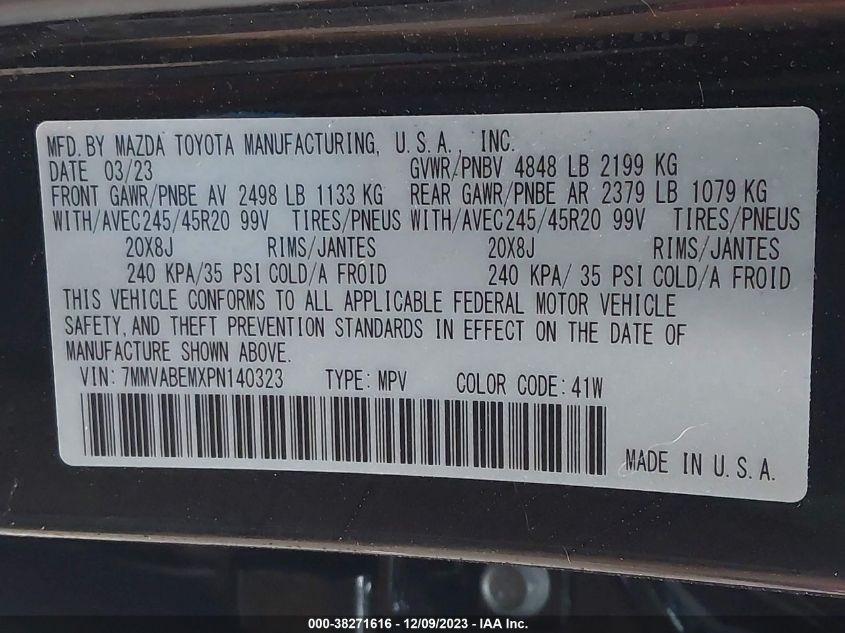 MFD. BY MAZDA TOYOTA MANUFACTURING, U.S.A., INC.
DATE 03/23 GVWR/PNBV 4848 LB 2199 KG
FRONT GAWR/PNBE AV 2498 LB 1133 KG REAR GAWR/PNBE AR 2379 LB 1079 KG
WITH/AVEC245/45R20 99V TIRES/PNEUS WITH/AVEC245/45R20 99V TIRES/PNEUS
20X8J RIMS/JANTES 20X8J RIMS/JANTES
240 KPA/35 PSI COLD/A FROID 240 KPA/ 35 PSI COLD/A FROID
THIS VEHICLE CONFORMS TO ALL APPLICABLE FEDERAL MOTOR VEHICLE
SAFETY, AND THEFT PREVENTION STANDARDS IN EFFECT ON THE DATE OF
MANUFACTURE SHOWN ABOVE.
VIN: 7MMVABEMXPN140323 TYPE: MPV COLOR CODE: 41W
MADE IN U.S.A.
000-38271616 - 12/09/2023 - IAA Inc.